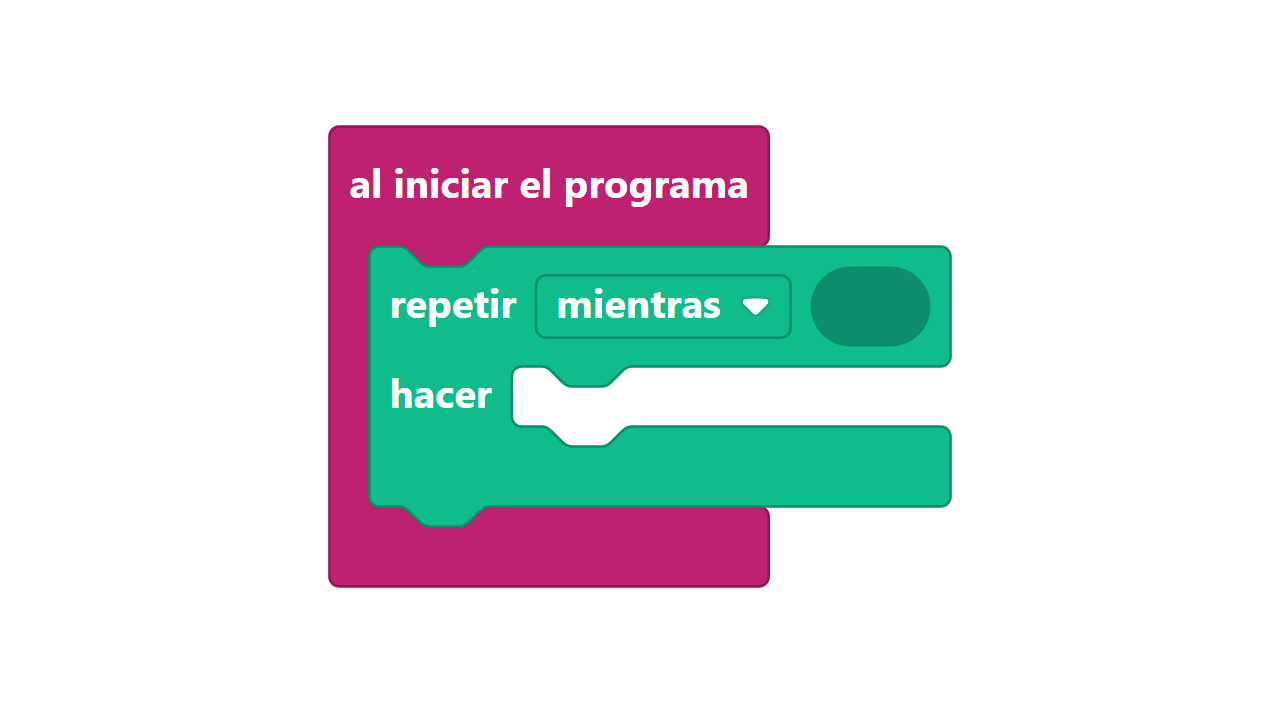 al iniciar el programa
repetir mientras
hacer